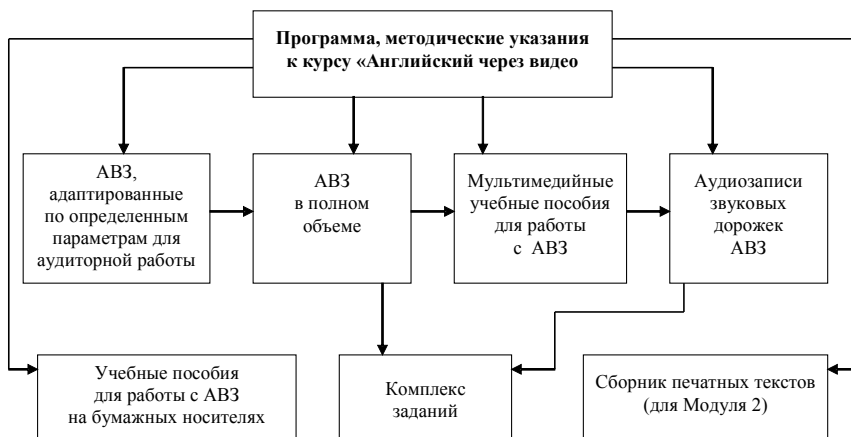 Программа, методические указания
к курсу «Английский через видео
АВЗ,
адаптированные
по определенным
параметрам для
аудиторной работы
АВЗ
в полном
объеме
Мультимедийные
учебные пособия
для работы
с АВЗ
Аудиозаписи
звуковых
дорожек
АВЗ
Учебные пособия
для работы с АВЗ
на бумажных носителях
Комплекс
заданий
Сборник печатных текстов
(для Модуля 2)